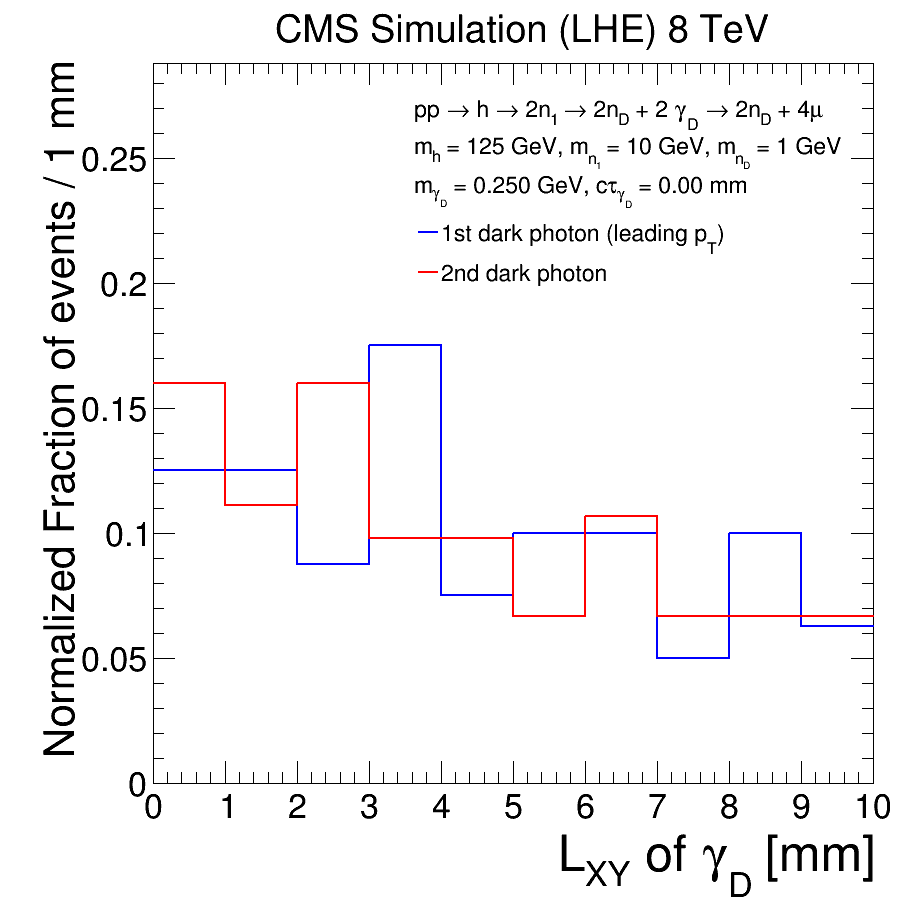 CMS Simulation (LHE) 8 TeV
Normalized Fraction of events / 1 mm
pp → h → 2n₁ → 2n_D + 2 γ_D → 2n_D + 4μ
m_h = 125 GeV, m_n₁ = 10 GeV, m_n_D = 1 GeV
m_γ_D = 0.250 GeV, cτ_γ_D = 0.00 mm
1st dark photon (leading p_T)
2nd dark photon
0.25
0.2
0.15
0.1
0.05
0
0 1 2 3 4 5 6 7 8 9 10
L_XY of γ_D [mm]